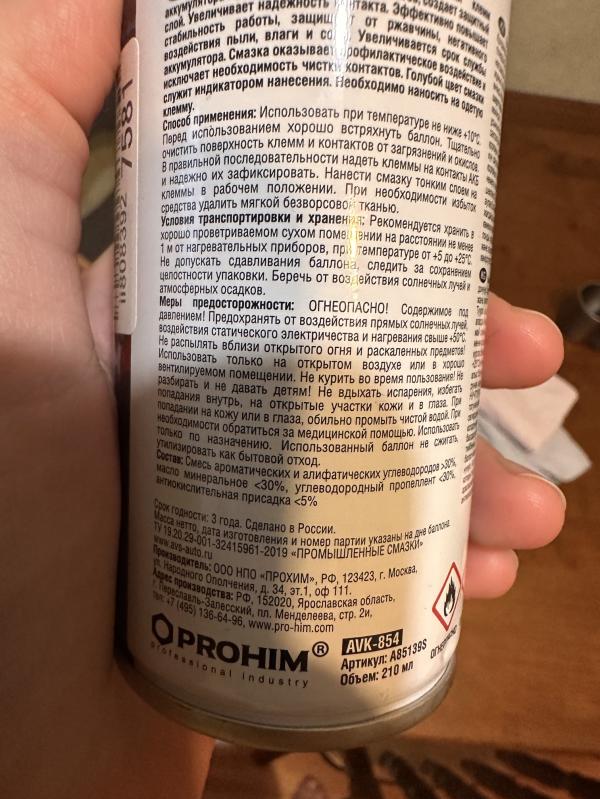 слой. Увеличивает надежность контакта. Эффективно повышает
стабильность работы, защищает от ржавчины, негативного
воздействия пыли, влаги и соли. Увеличивается срок службы
аккумулятора. Смазка оказывает профилактическое воздействие и
исключает необходимость чистки контактов. Голубой цвет смазки
служит индикатором нанесения. Необходимо наносить на одетую
клемму.
Способ применения: Использовать при температуре не ниже +10°С.
Перед использованием хорошо встряхнуть баллон. Тщательно
очистить поверхность клемм и контактов от загрязнений и окислов.
В правильной последовательности надеть клеммы на контакты АКБ
и надежно их зафиксировать. Нанести смазку тонким слоем на
клеммы в рабочем положении. При необходимости избыток
средства удалить мягкой безворсовой тканью.
Условия транспортировки и хранения: Рекомендуется хранить в
хорошо проветриваемом сухом помещении на расстоянии не менее
1 м от нагревательных приборов, при температуре от +5 до +25°С.
Не допускать сдавливания баллона, следить за сохранением
целостности упаковки. Беречь от воздействия солнечных лучей и
атмосферных осадков.
Меры предосторожности: ОГНЕОПАСНО! Содержимое под
давлением! Предохранять от воздействия прямых солнечных лучей,
воздействия статического электричества и нагревания свыше +50°С.
Не распылять вблизи открытого огня и раскаленных предметов!
Использовать только на открытом воздухе или в хорошо
вентилируемом помещении. Не курить во время пользования! Не
разбирать и не давать детям! Не вдыхать испарения, избегать
попадания внутрь, на открытые участки кожи и в глаза. При
попадании на кожу или в глаза, обильно промыть чистой водой. При
необходимости обратиться за медицинской помощью. Использовать
только по назначению. Использованный баллон не сжигать,
утилизировать как бытовой отход.
Состав: Смесь ароматических и алифатических углеводородов >30%,
масло минеральное <30%, углеводородный пропеллент <30%,
антиокислительная присадка <5%
Срок годности: 3 года. Сделано в России.
Масса нетто, дата изготовления и номер партии указаны на дне баллона.
ТУ 19.20.29-001-32415961-2019 «ПРОМЫШЛЕННЫЕ СМАЗКИ»
www.avs-auto.ru
Производитель: ООО НПО «ПРОХИМ», РФ, 123423, г. Москва,
ул. Народного Ополчения, д. 34, эт.1, оф 111.
Адрес производства: РФ, 152020, Ярославская область,
г. Переславль-Залесский, пл. Менделеева, стр. 2и,
тел: +7 (495) 136-64-96, www.pro-him.com
PROHIM®
professional industry
AVK-854
Артикул: A85139S
Объем: 210 мл
ОГНЕОПАСНО